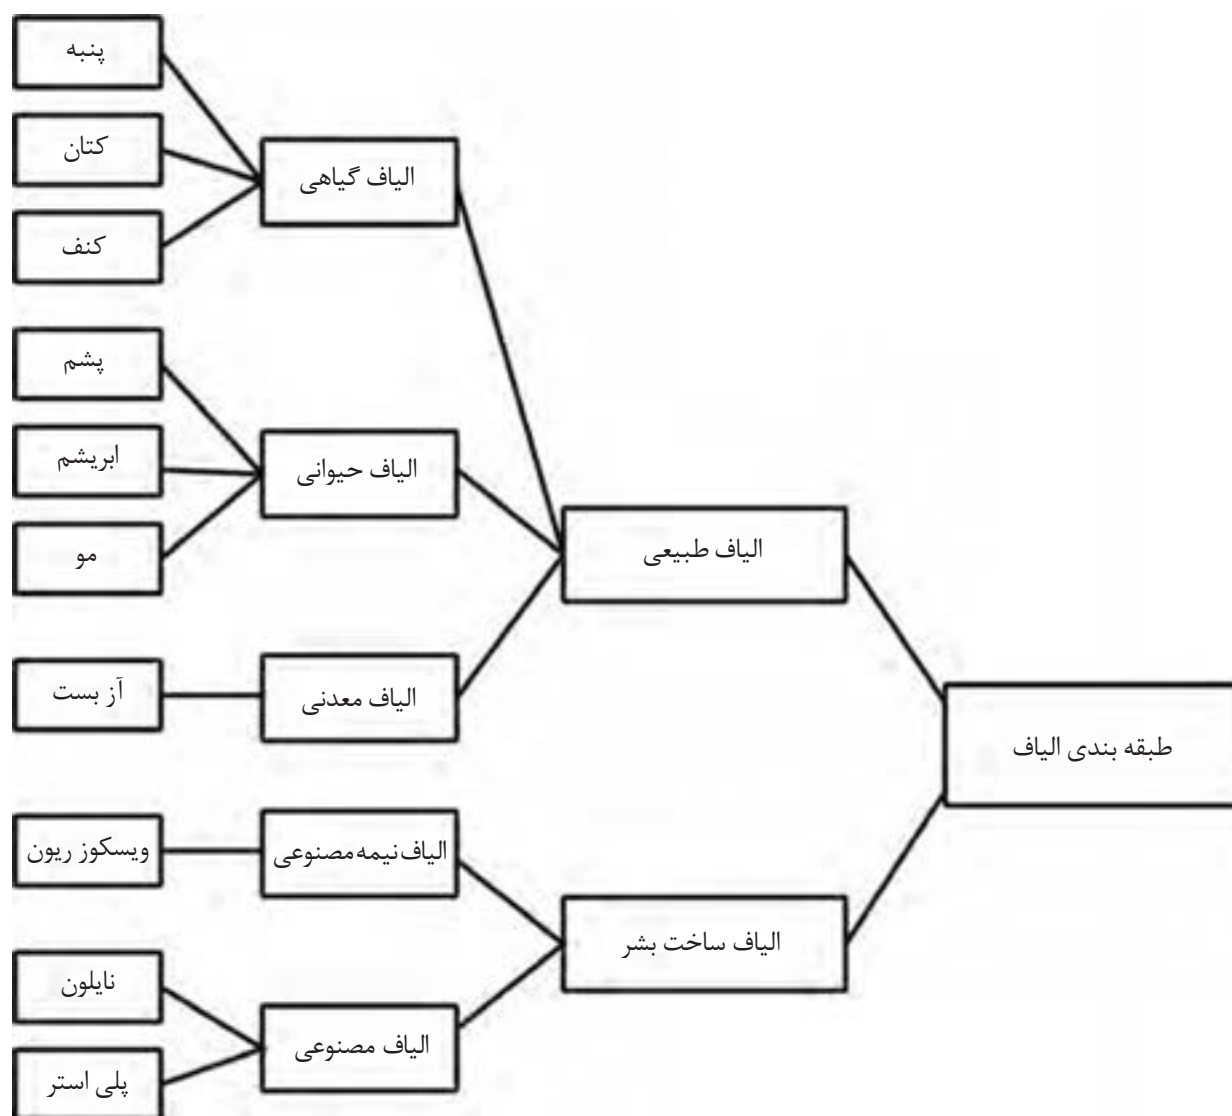 طبقه بندی الیاف
الیاف طبیعی
الیاف گیاهی
پنبه
کتان
کنف
الیاف حیوانی
پشم
ابریشم
مو
الیاف معدنی
آز بست
الیاف ساخت بشر
الیاف نیمه مصنوعی
ویسکوز ریون
الیاف مصنوعی
نایلون
پلی استر